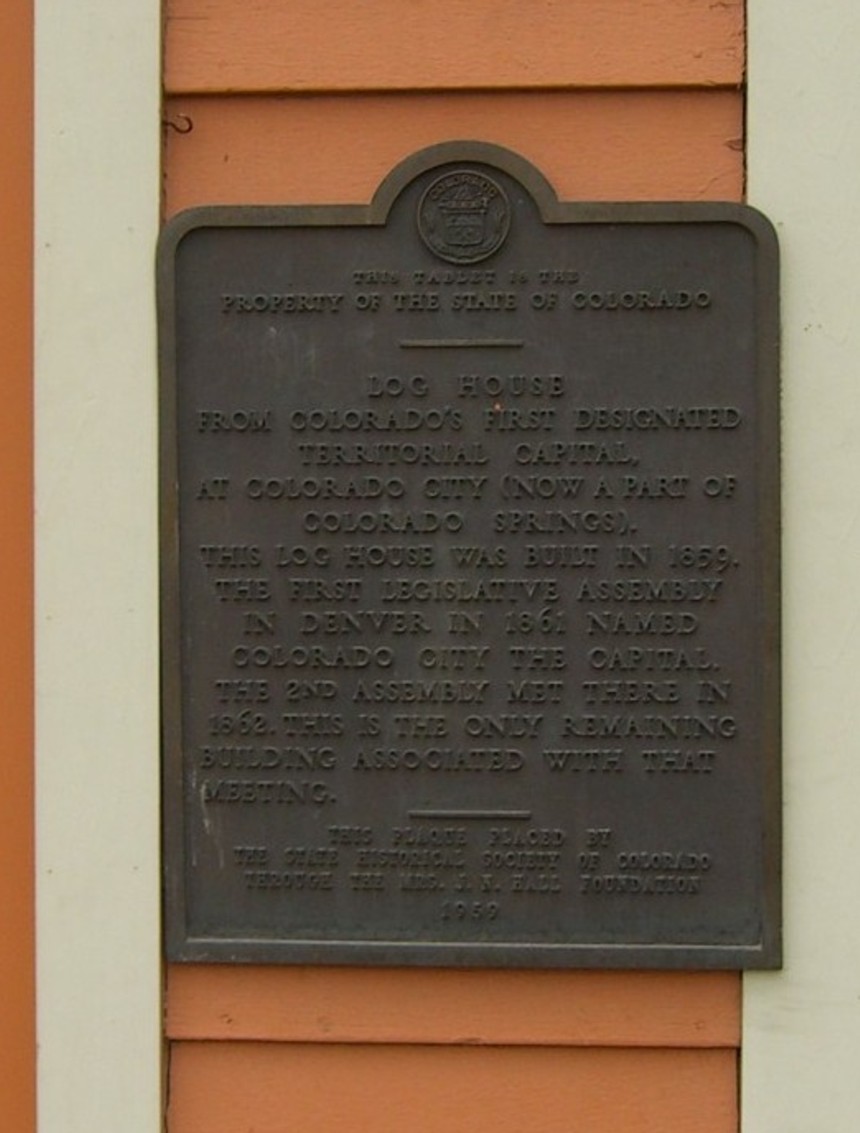 COLORADO
THIS TABLET IS THE
PROPERTY OF THE STATE OF COLORADO
LOG HOUSE
FROM COLORADO'S FIRST DESIGNATED
TERRITORIAL CAPITAL,
AT COLORADO CITY (NOW A PART OF
COLORADO SPRINGS).
THIS LOG HOUSE WAS BUILT IN 1859.
THE FIRST LEGISLATIVE ASSEMBLY
IN DENVER IN 1861 NAMED
COLORADO CITY THE CAPITAL.
THE 2ND ASSEMBLY MET THERE IN
1862. THIS IS THE ONLY REMAINING
BUILDING ASSOCIATED WITH THAT
MEETING.
THIS PLAQUE PLACED BY
THE STATE HISTORICAL SOCIETY OF COLORADO
THROUGH THE MRS. J. N. HALL FOUNDATION
1959